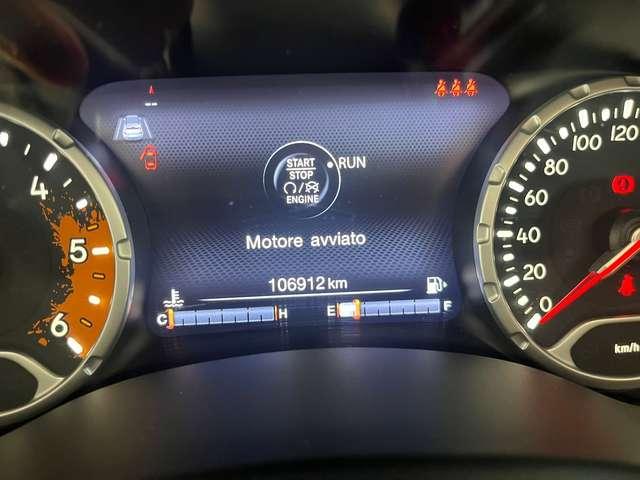 START
STOP
ENGINE
RUN
Motore avviato
106912 km
C H E F
4
5
6
0
20
40
60
80
100
120
km/h